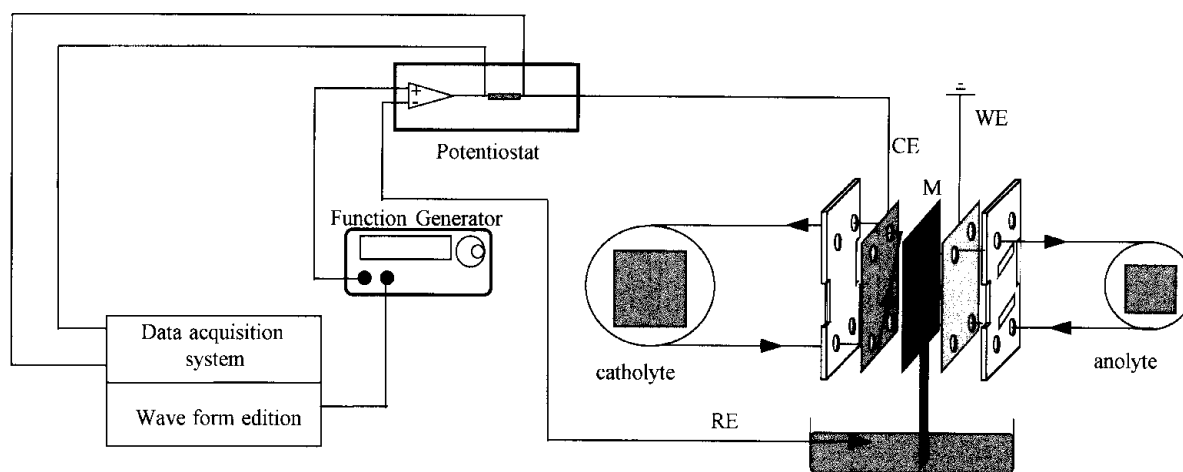 +
-
Potentiostat
WE
CE
M
Function Generator
Data acquisition
system
catholyte
anolyte
Wave form edition
RE